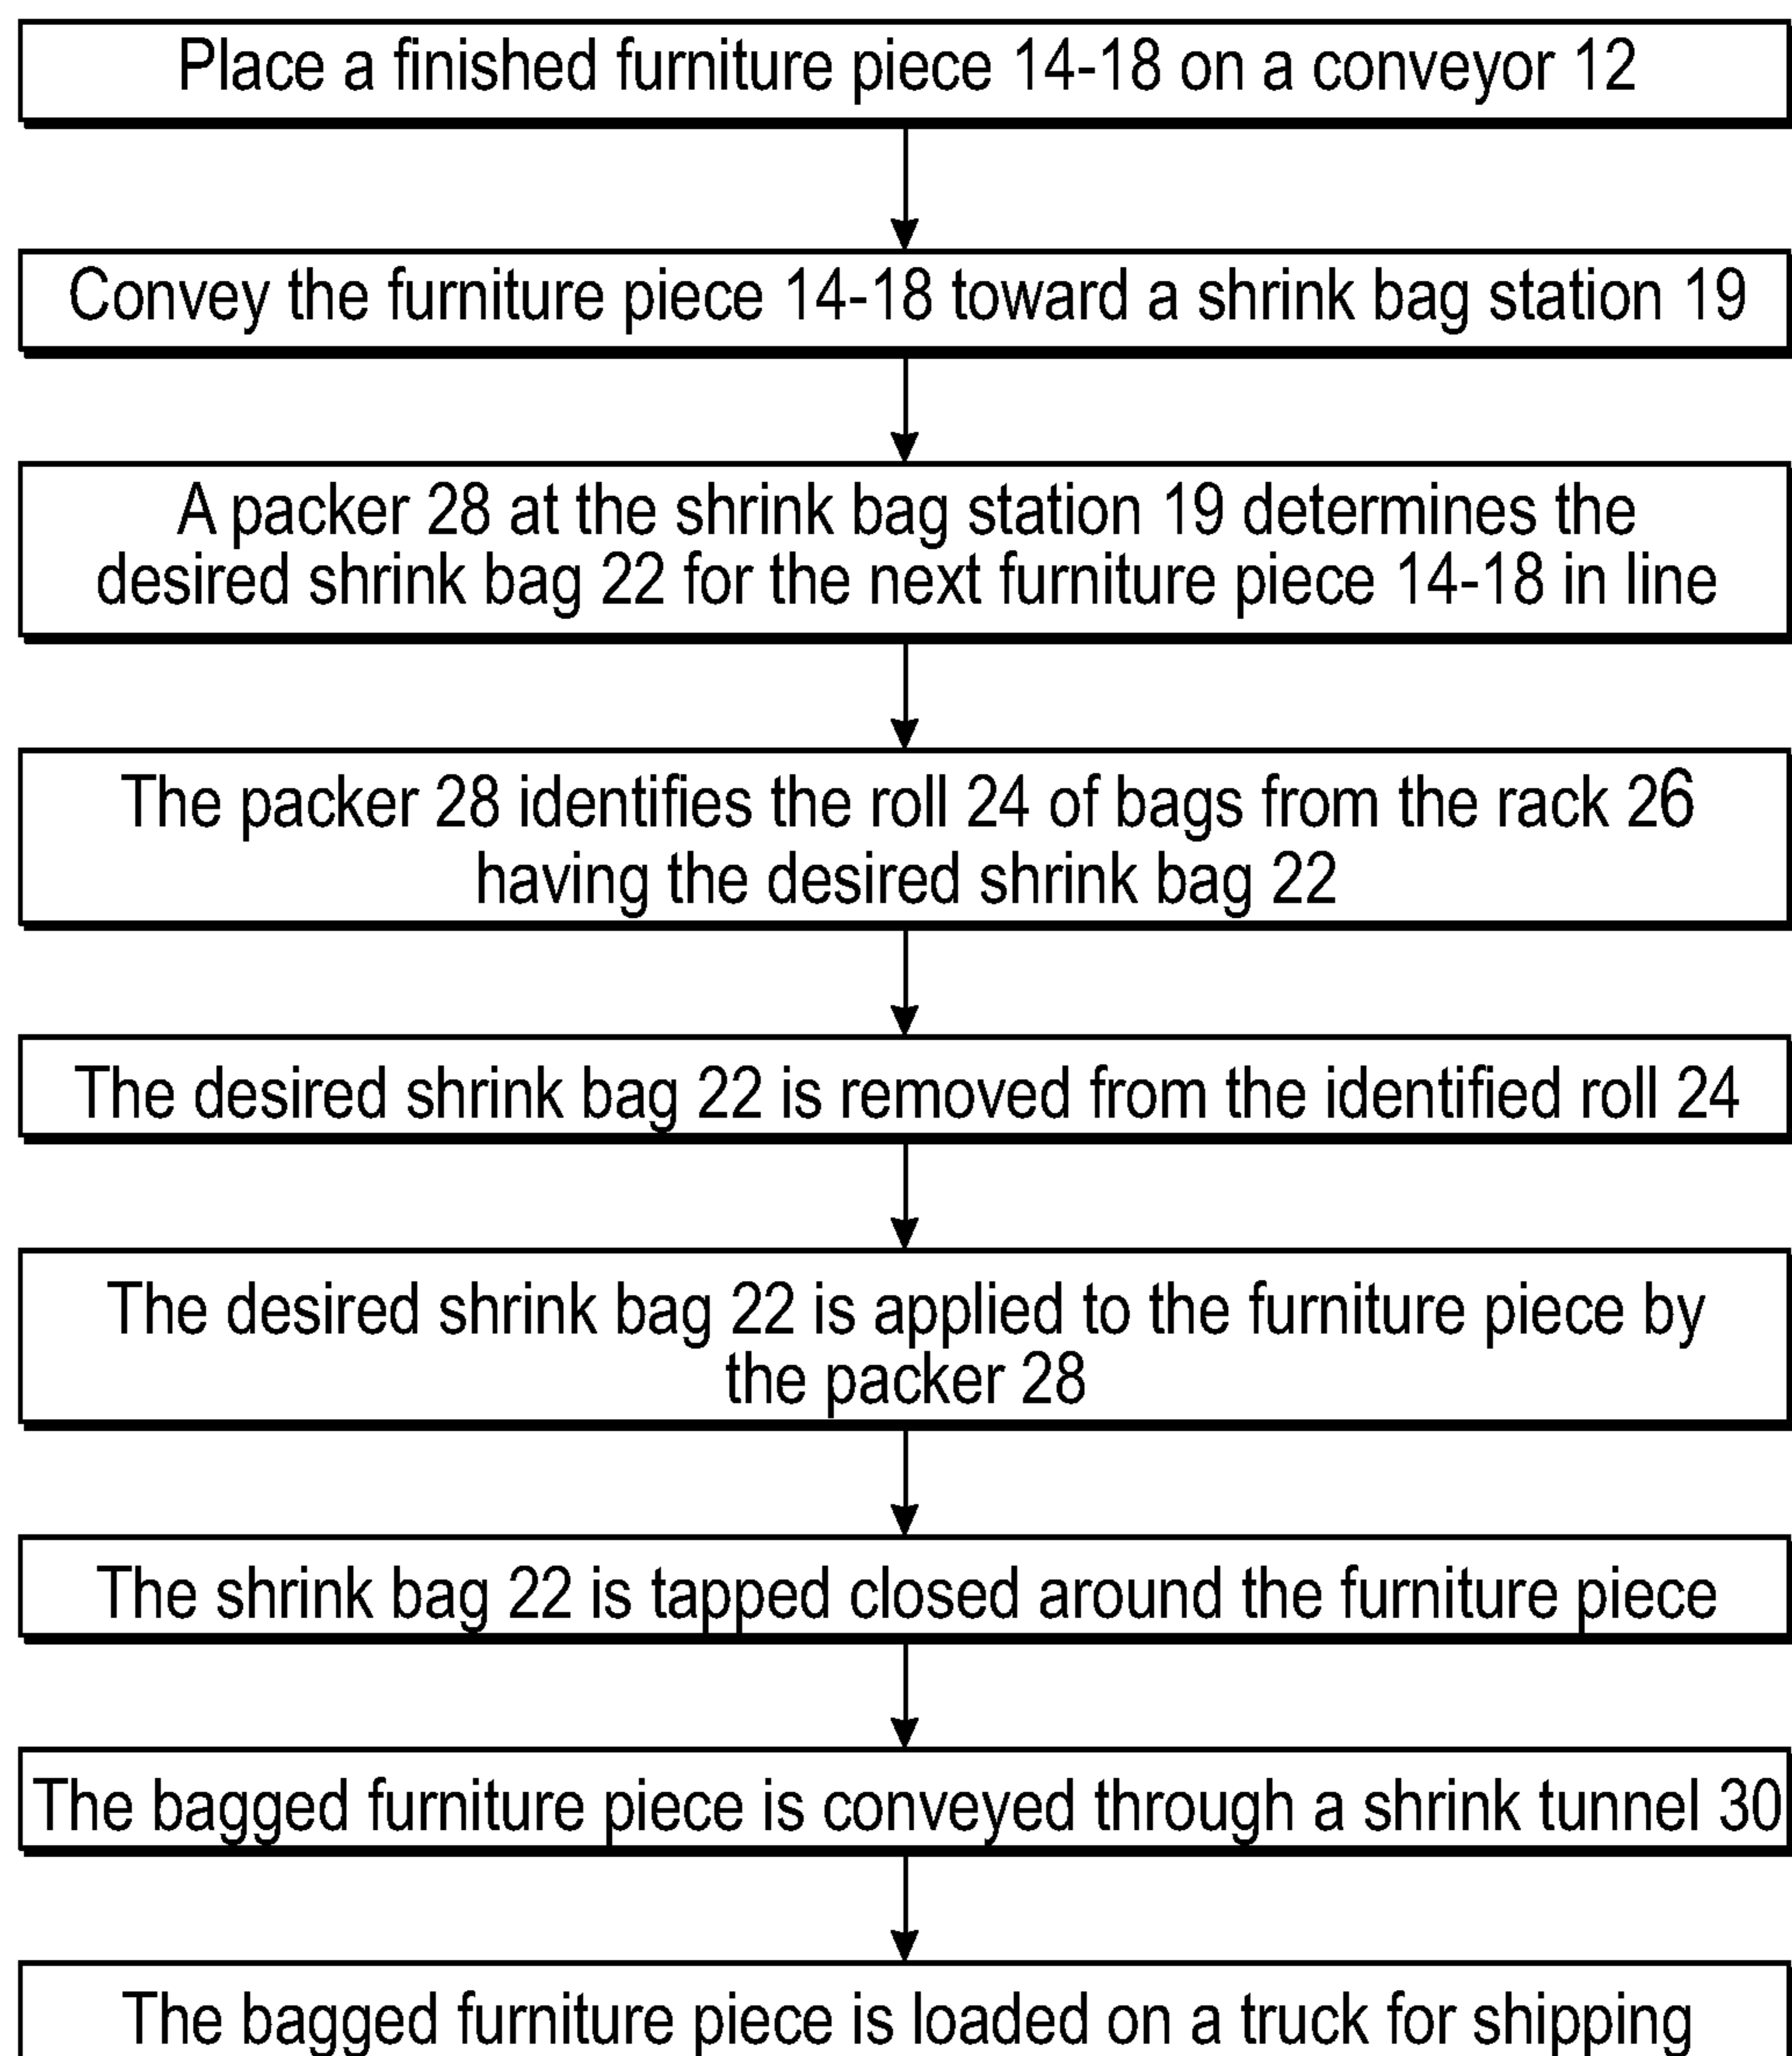 Place a finished furniture piece 14-18 on a conveyor 12
Convey the furniture piece 14-18 toward a shrink bag station 19
A packer 28 at the shrink bag station 19 determines the
desired shrink bag 22 for the next furniture piece 14-18 in line
The packer 28 identifies the roll 24 of bags from the rack 26
having the desired shrink bag 22
The desired shrink bag 22 is removed from the identified roll 24
The desired shrink bag 22 is applied to the furniture piece by
the packer 28
The shrink bag 22 is tapped closed around the furniture piece
The bagged furniture piece is conveyed through a shrink tunnel 30
The bagged furniture piece is loaded on a truck for shipping